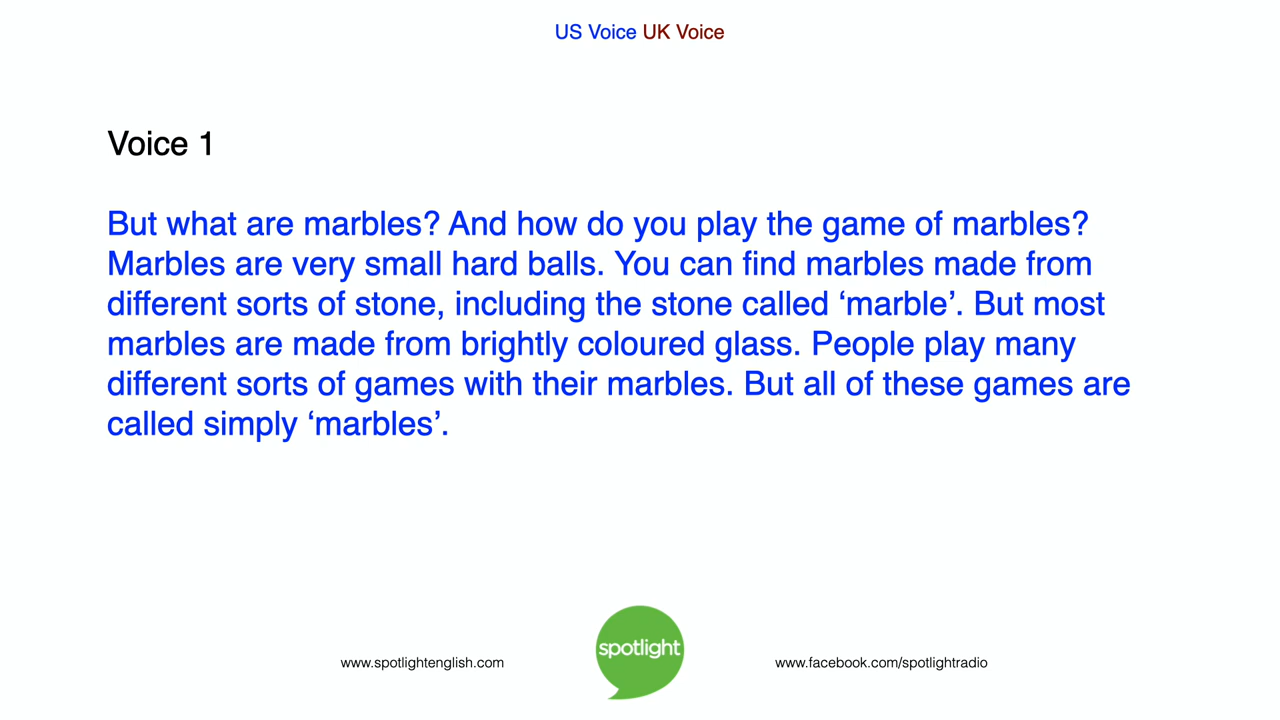 US Voice UK Voice
Voice 1
But what are marbles? And how do you play the game of marbles?
Marbles are very small hard balls. You can find marbles made from
different sorts of stone, including the stone called ‘marble’. But most
marbles are made from brightly coloured glass. People play many
different sorts of games with their marbles. But all of these games are
called simply ‘marbles’.
spotlight
www.spotlightenglish.com
www.facebook.com/spotlightradio